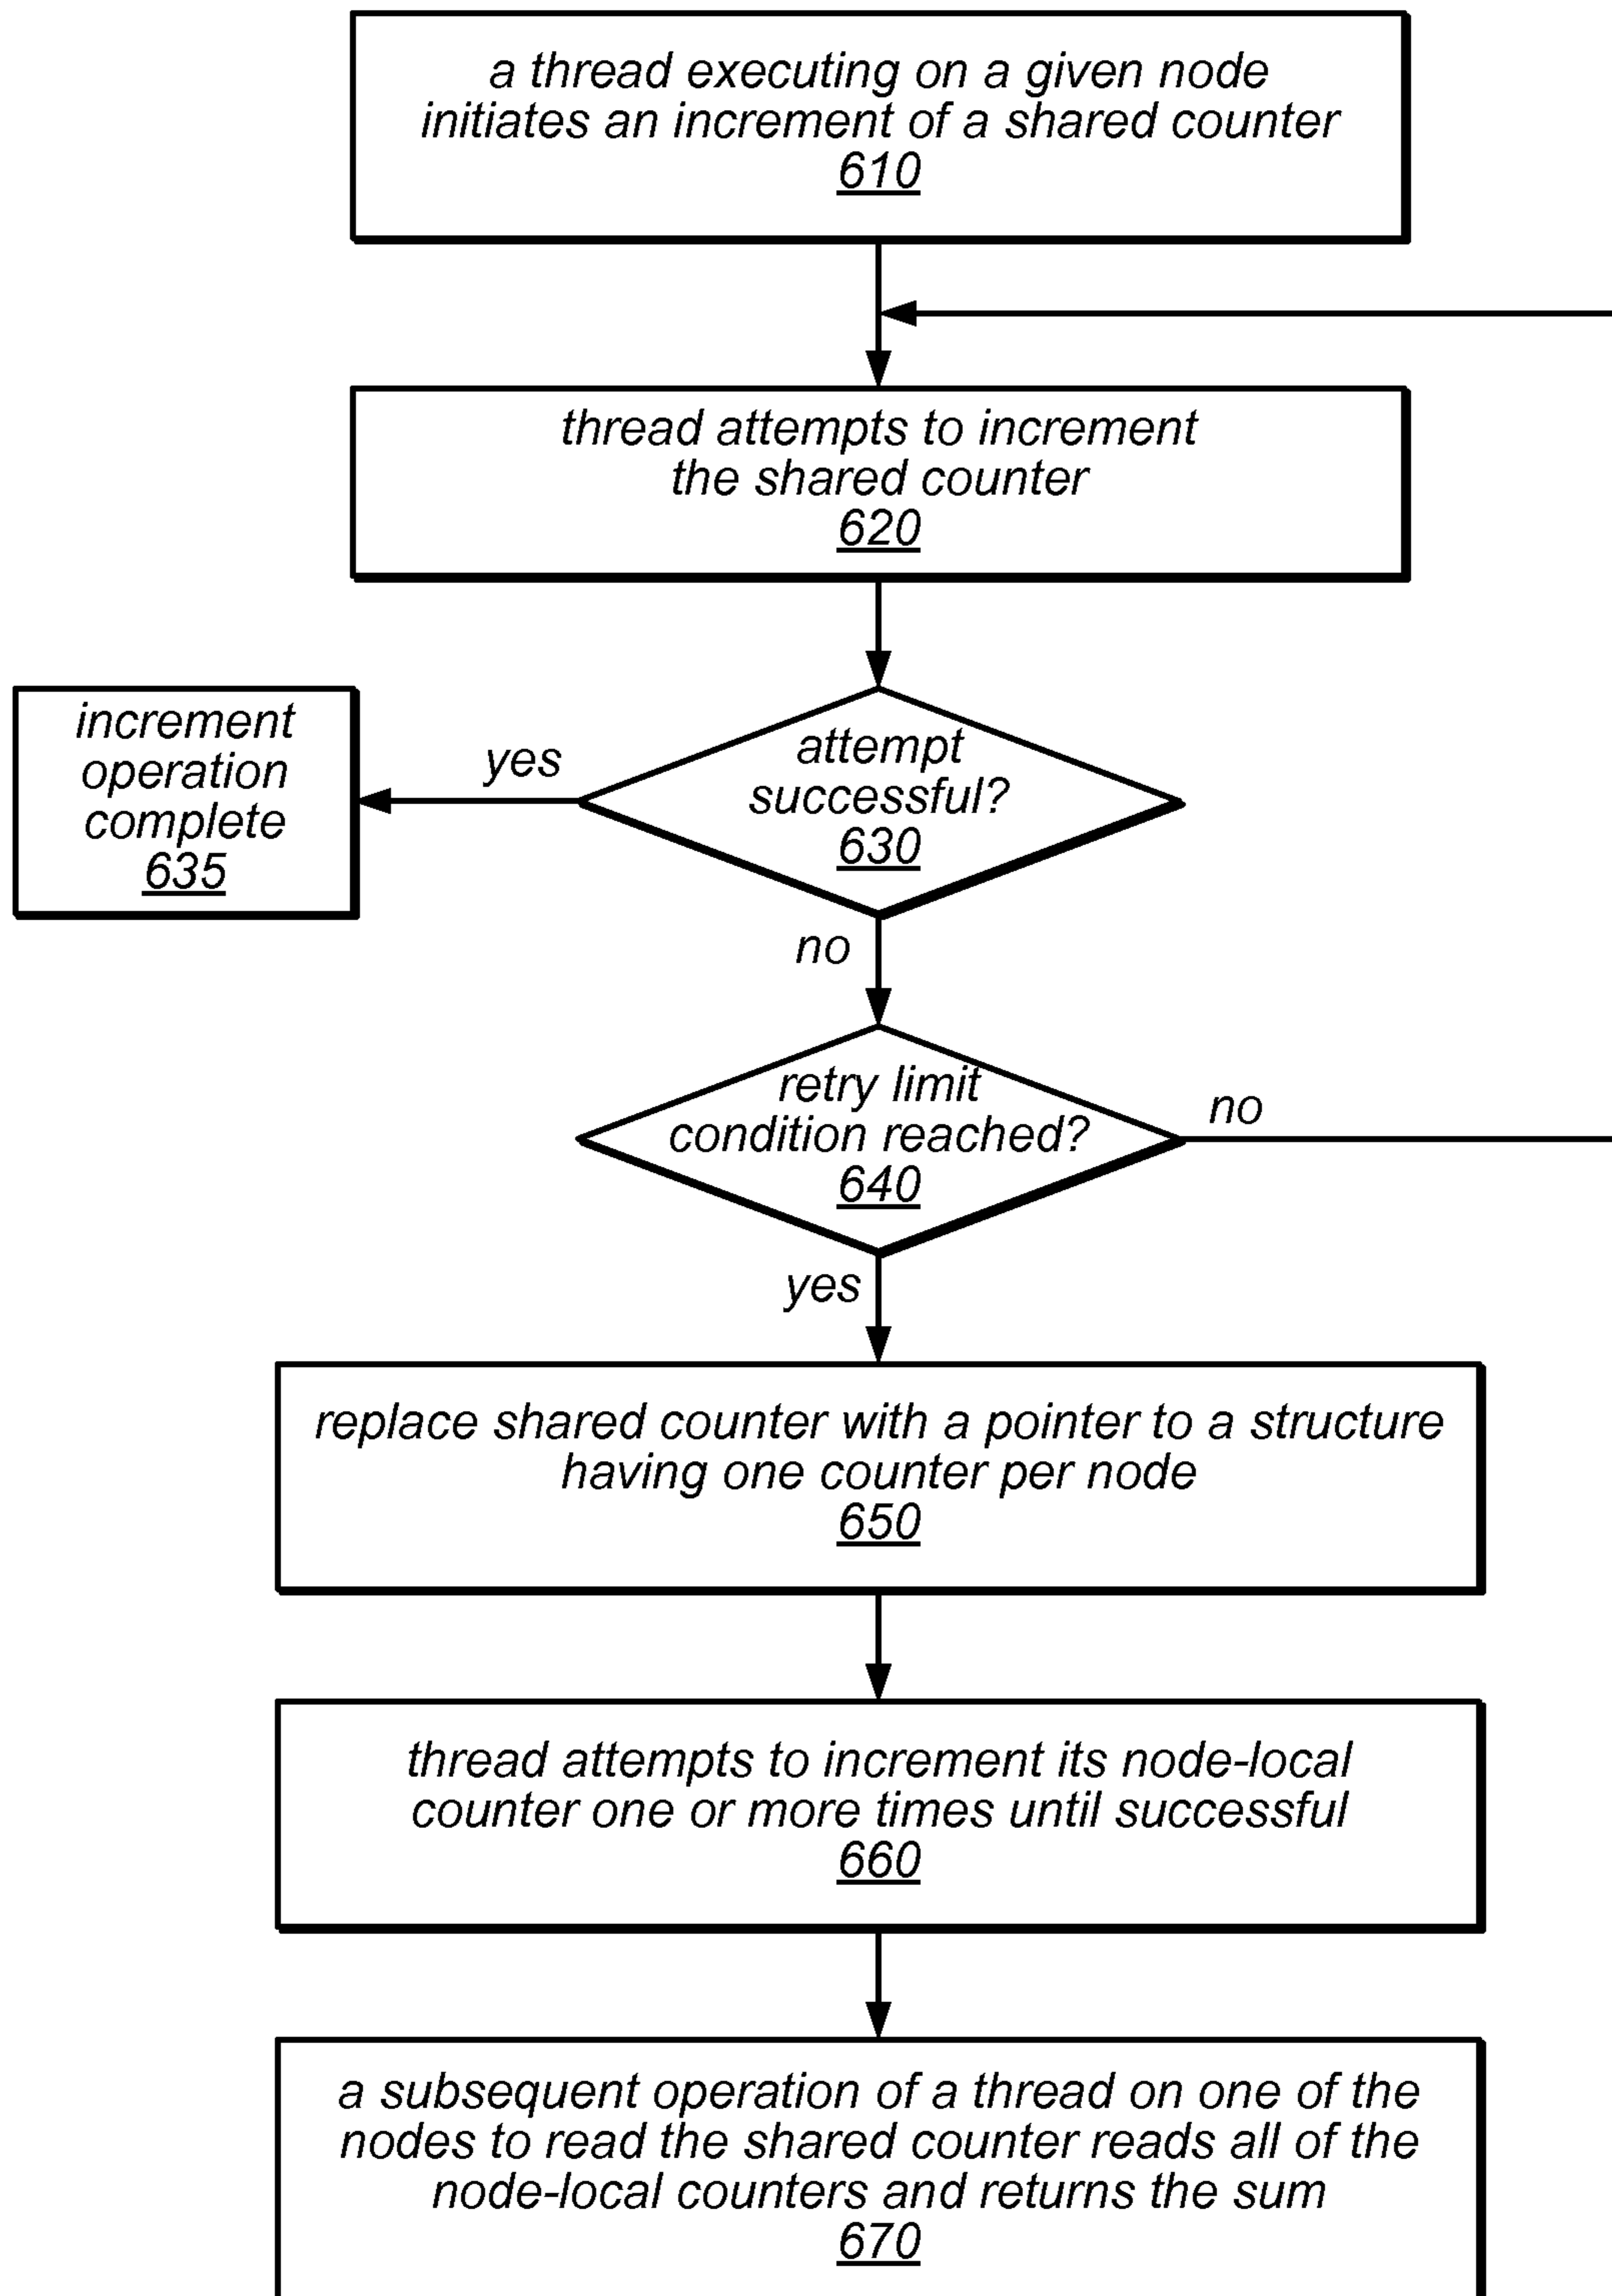 a thread executing on a given node
initiates an increment of a shared counter
610
thread attempts to increment
the shared counter
620
attempt
successful?
630
yes
increment
operation
complete
635
no
retry limit
condition reached?
640
no
yes
replace shared counter with a pointer to a structure
having one counter per node
650
thread attempts to increment its node-local
counter one or more times until successful
660
a subsequent operation of a thread on one of the
nodes to read the shared counter reads all of the
node-local counters and returns the sum
670